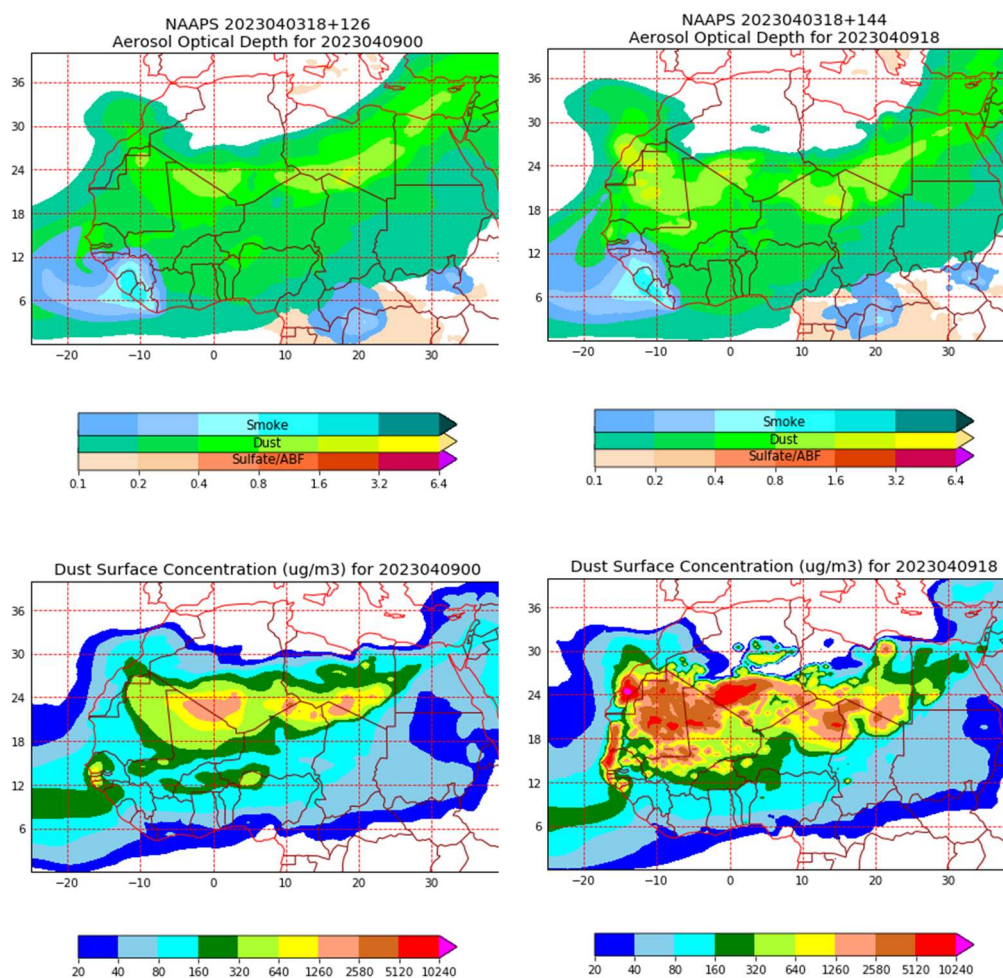 NAAPS 2023040318+126
Aerosol Optical Depth for 2023040900
36
30
24
18
12
6
−20 −10 0 10 20 30
Smoke
Dust
Sulfate/ABF
0.1 0.2 0.4 0.8 1.6 3.2 6.4
NAAPS 2023040318+144
Aerosol Optical Depth for 2023040918
36
30
24
18
12
6
−20 −10 0 10 20 30
Smoke
Dust
Sulfate/ABF
0.1 0.2 0.4 0.8 1.6 3.2 6.4
Dust Surface Concentration (ug/m3) for 2023040900
36
30
24
18
12
6
−20 −10 0 10 20 30
20 40 80 160 320 640 1260 2580 5120 10240
Dust Surface Concentration (ug/m3) for 2023040918
36
30
24
18
12
6
−20 −10 0 10 20 30
20 40 80 160 320 640 1260 2580 5120 10240